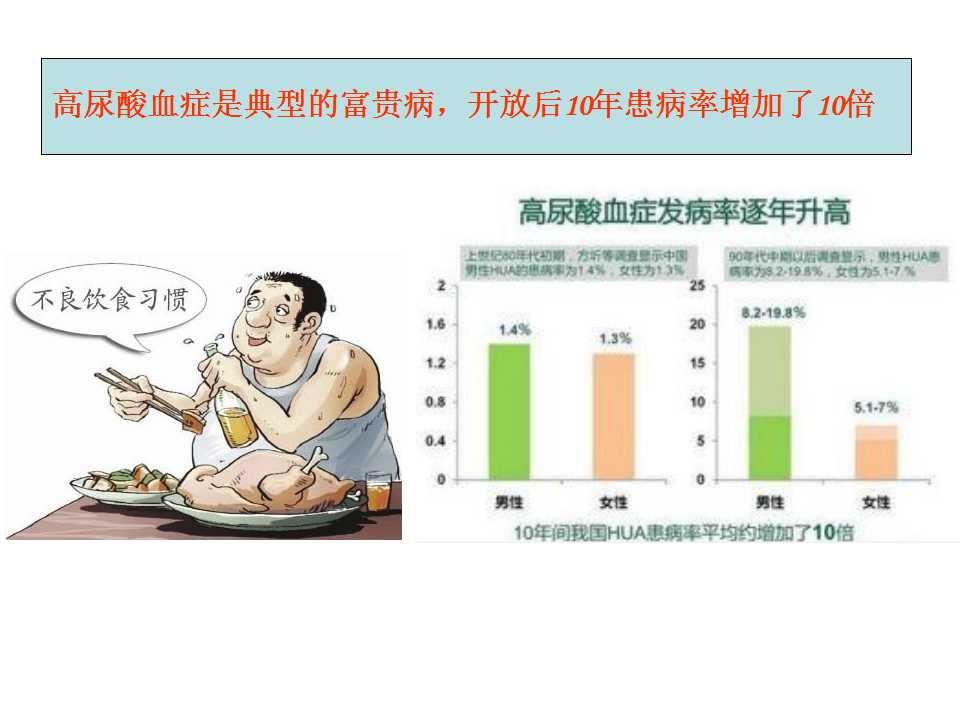 高尿酸血症是典型的富贵病，开放后10年患病率增加了10倍
不良饮食习惯
高尿酸血症发病率逐年升高
上世纪80年代初期，方圻等调查显示中国
男性HUA的患病率为1.4%，女性为1.3%
2
1.6
1.2
0.8
0.4
0
1.4%
1.3%
男性
女性
90年代中期以后调查显示，男性HUA患
病率为8.2-19.8%，女性为5.1-7 %
25
20
15
10
5
0
8.2-19.8%
5.1-7%
男性
女性
10年间我国HUA患病率平均约增加了10倍